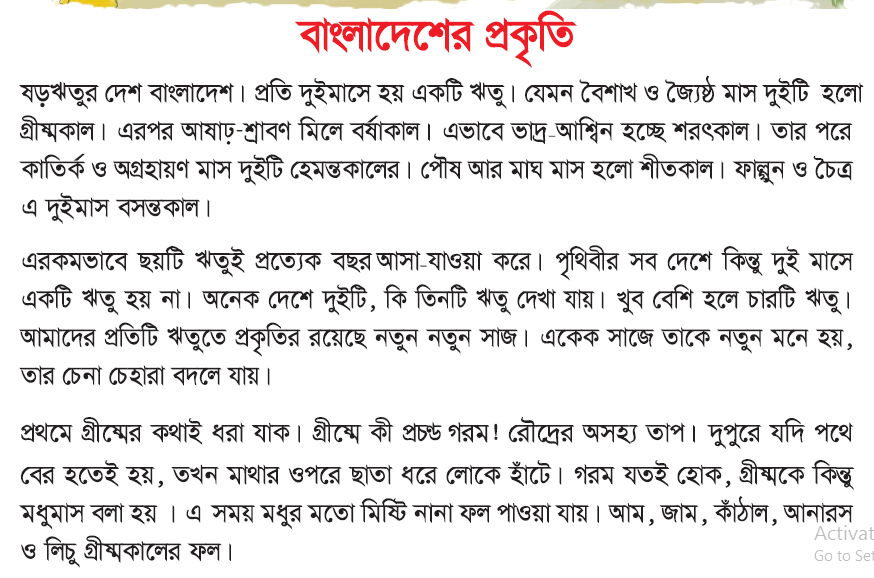 বাংলাদেশের প্রকৃতি
ষড়ঋতুর দেশ বাংলাদেশ। প্রতি দুইমাসে হয় একটি ঋতু। যেমন বৈশাখ ও জ্যৈষ্ঠ মাস দুইটি হলো
গ্রীষ্মকাল। এরপর আষাঢ়-শ্রাবণ মিলে বর্ষাকাল। এভাবে ভাদ্র-আশ্বিন হচ্ছে শরৎকাল। তার পরে
কাতির্ক ও অগ্রহায়ণ মাস দুইটি হেমন্তকালের। পৌষ আর মাঘ মাস হলো শীতকাল। ফাল্গুন ও চৈত্র
এ দুইমাস বসন্তকাল।
এরকমভাবে ছয়টি ঋতুই প্রত্যেক বছর আসা-যাওয়া করে। পৃথিবীর সব দেশে কিন্তু দুই মাসে
একটি ঋতু হয় না। অনেক দেশে দুইটি, কি তিনটি ঋতু দেখা যায়। খুব বেশি হলে চারটি ঋতু।
আমাদের প্রতিটি ঋতুতে প্রকৃতির রয়েছে নতুন নতুন সাজ। একেক সাজে তাকে নতুন মনে হয়,
তার চেনা চেহারা বদলে যায়।
প্রথমে গ্রীষ্মের কথাই ধরা যাক। গ্রীষ্মে কী প্রচন্ড গরম! রৌদ্রের অসহ্য তাপ। দুপুরে যদি পথে
বের হতেই হয়, তখন মাথার ওপরে ছাতা ধরে লোকে হাঁটে। গরম যতই হোক, গ্রীষ্মকে কিন্তু
মধুমাস বলা হয় । এ সময় মধুর মতো মিষ্টি নানা ফল পাওয়া যায়। আম, জাম, কাঁঠাল, আনারস
ও লিচু গ্রীষ্মকালের ফল।
Activat
Go to Set